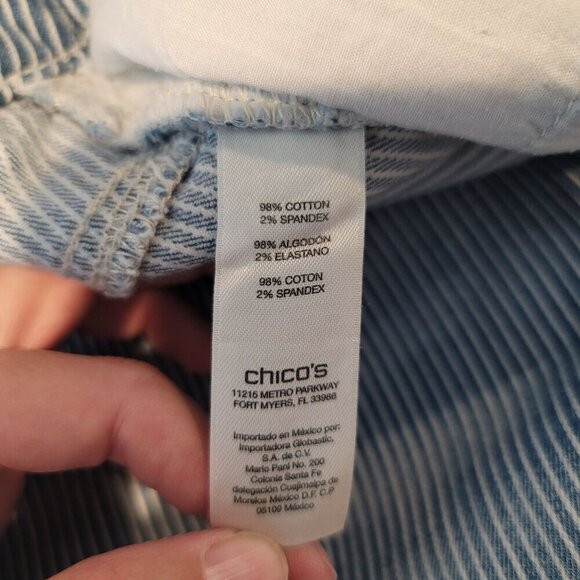 98% COTTON
2% SPANDEX
98% ALGODÓN
2% ELASTANO
98% COTON
2% SPANDEX
chico's
11215 METRO PARKWAY
FORT MYERS, FL 33966
Importado en México por:
Importadora Globastic,
S.A. de C.V.
Mario Pani No. 200
Colonia Santa Fe
delegación Cuajimalpa de
Morelos México D.F. C.P
05109 México